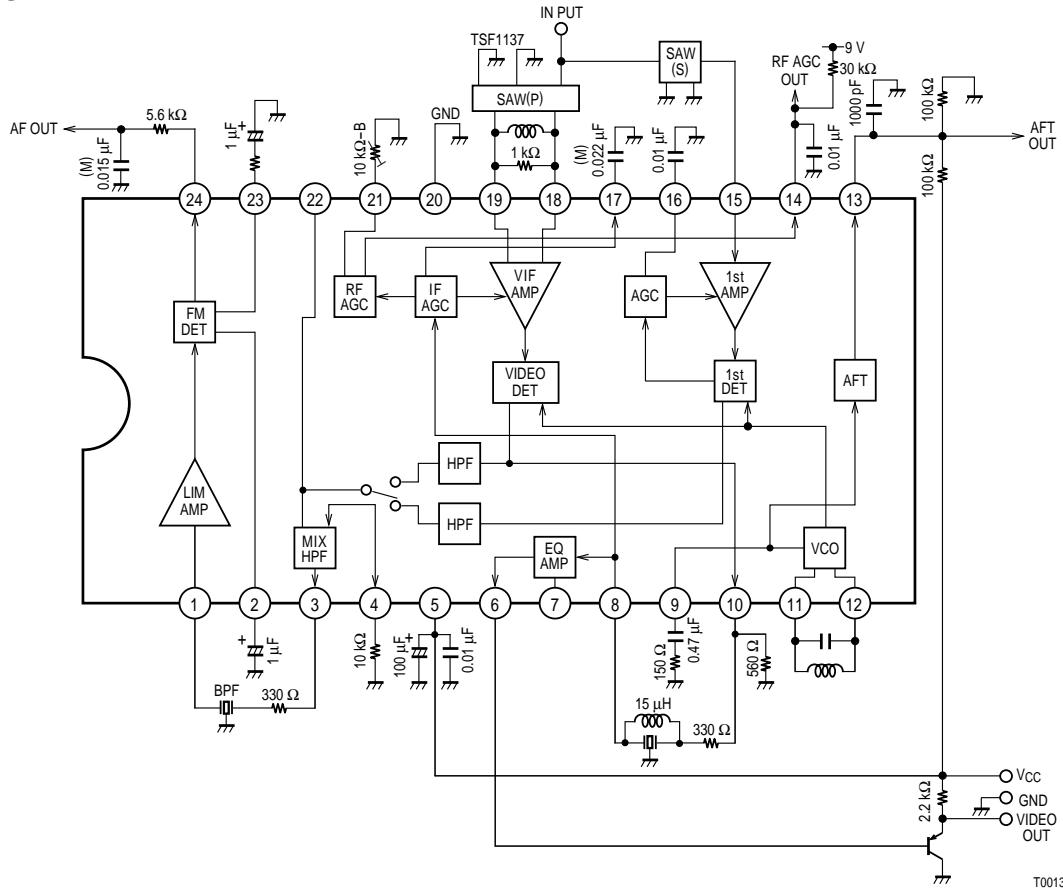 IN PUT
TSF1137
SAW
(S)
SAW(P)
9 V
RF AGC
OUT
30 kΩ
1000 pF
100 kΩ
AFT
OUT
100 kΩ
AF OUT
5.6 kΩ
(M)
0.015 µF
1 µF
10 kΩ-B
GND
1 kΩ
(M)
0.022 µF
0.01 µF
0.01 µF
24
23
22
21
20
19
18
17
16
15
14
13
FM
DET
RF
AGC
IF
AGC
VIF
AMP
AGC
1st
AMP
VIDEO
DET
1st
DET
AFT
LIM
AMP
HPF
HPF
MIX
HPF
EQ
AMP
VCO
1
2
3
4
5
6
7
8
9
10
11
12
+
1 µF
BPF
330 Ω
10 kΩ
100 µF
+
0.01 µF
150 Ω
0.47 µF
560 Ω
15 µH
330 Ω
VCC
2.2 kΩ
GND
VIDEO
OUT
T00132